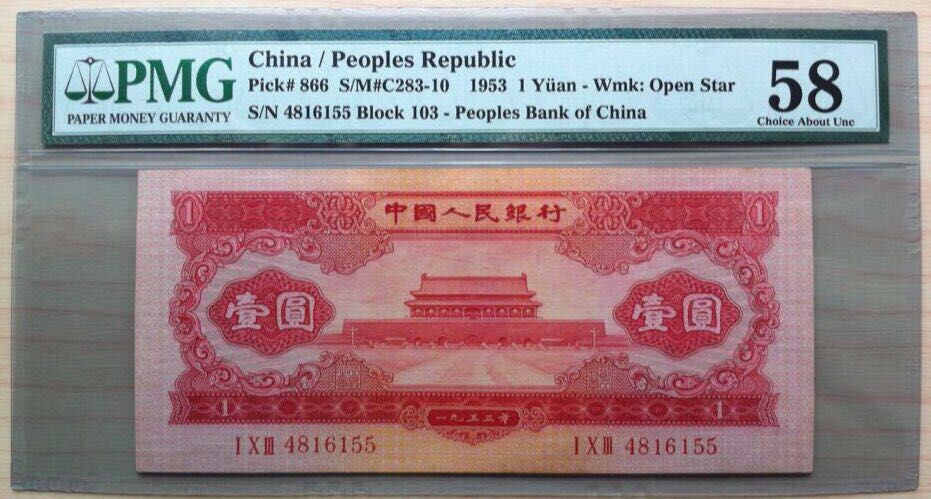 PMG
PAPER MONEY GUARANTY
China / Peoples Republic
Pick# 866 S/M#C283-10 1953 1 Yüan - Wmk: Open Star
S/N 4816155 Block 103 - Peoples Bank of China
58
Choice About Unc
1 中國人民銀行 1
壹圓 壹圓
1 一九五三年 1
I X III 4816155 I X III 4816155